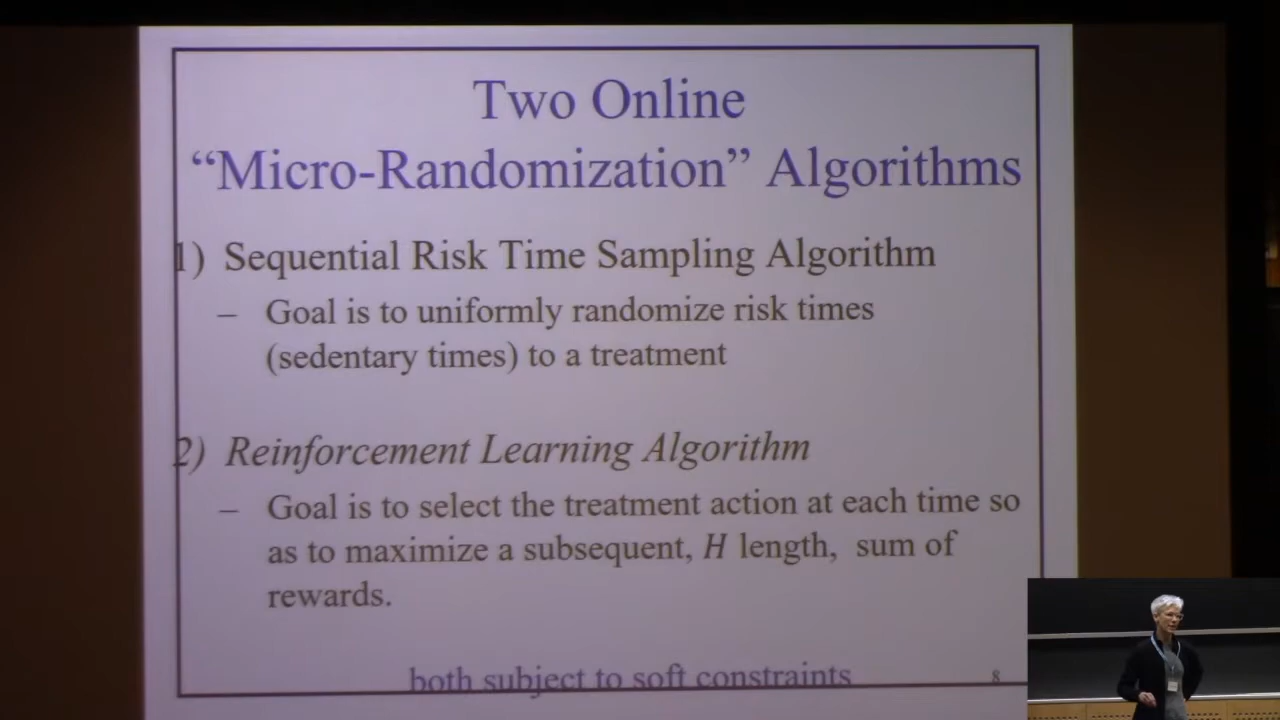 Two Online
“Micro-Randomization” Algorithms
1) Sequential Risk Time Sampling Algorithm
– Goal is to uniformly randomize risk times
(sedentary times) to a treatment
2) Reinforcement Learning Algorithm
– Goal is to select the treatment action at each time so
as to maximize a subsequent, H length, sum of
rewards.
both subject to soft constraints
8